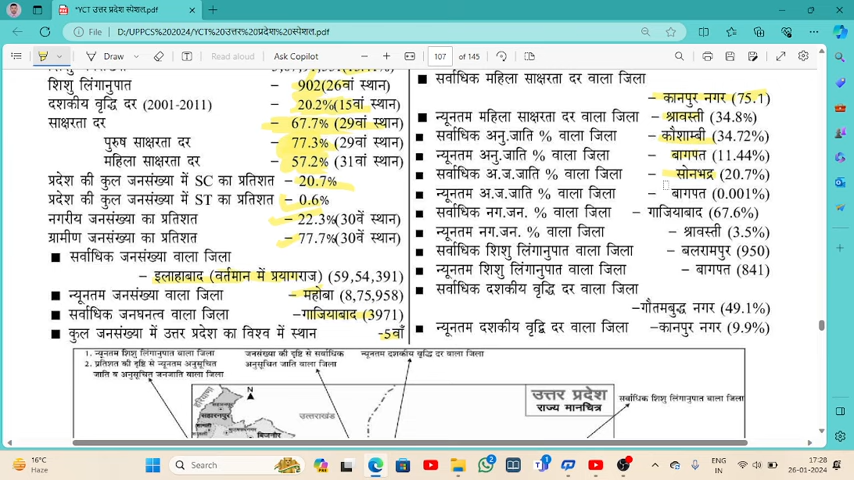 *YCT उत्तर प्रदेश स्पेशल.pdf
File
D:/UPPCS%202024/YCT%20उत्तर%20प्रदेश%20स्पेशल.pdf
Draw
Read aloud
Ask Copilot
107 of 145
शिशु लिंगानुपात – 902(26वां स्थान)
दशकीय वृद्धि दर (2001-2011) – 20.2%(15वां स्थान)
साक्षरता दर – 67.7% (29वां स्थान)
पुरुष साक्षरता दर – 77.3% (29वां स्थान)
महिला साक्षरता दर – 57.2% (31वां स्थान)
प्रदेश की कुल जनसंख्या में SC का प्रतिशत – 20.7%
प्रदेश की कुल जनसंख्या में ST का प्रतिशत – 0.6%
नगरीय जनसंख्या का प्रतिशत – 22.3%(30वें स्थान)
ग्रामीण जनसंख्या का प्रतिशत – 77.7%(30वें स्थान)
■ सर्वाधिक जनसंख्या वाला जिला
– इलाहाबाद (वर्तमान में प्रयागराज) (59,54,391)
■ न्यूनतम जनसंख्या वाला जिला – महोबा (8,75,958)
■ सर्वाधिक जनघनत्व वाला जिला –गाजियाबाद (3971)
■ कुल जनसंख्या में उत्तर प्रदेश का विश्व में स्थान -5वाँ
■ सर्वाधिक महिला साक्षरता दर वाला जिला
– कानपुर नगर (75.1)
■ न्यूनतम महिला साक्षरता दर वाला जिला – श्रावस्ती (34.8%)
■ सर्वाधिक अनु.जाति % वाला जिला – कौशाम्बी (34.72%)
■ न्यूनतम अनु.जाति % वाला जिला – बागपत (11.44%)
■ सर्वाधिक अ.ज.जाति % वाला जिला – सोनभद्र (20.7%)
■ न्यूनतम अ.ज.जाति % वाला जिला – बागपत (0.001%)
■ सर्वाधिक नग.जन. % वाला जिला – गाजियाबाद (67.6%)
■ न्यूनतम नग.जन. % वाला जिला – श्रावस्ती (3.5%)
■ सर्वाधिक शिशु लिंगानुपात वाला जिला – बलरामपुर (950)
■ न्यूनतम शिशु लिंगानुपात वाला जिला – बागपत (841)
■ सर्वाधिक दशकीय वृद्धि दर वाला जिला
–गौतमबुद्ध नगर (49.1%)
■ न्यूनतम दशकीय वृद्वि दर वाला जिला –कानपुर नगर (9.9%)
1. न्यूनतम शिशु लिंगानुपात वाला जिला
2. प्रतिशत की दृष्टि से न्यूनतम अनुसूचित
जाति व अनुसूचित जनजाति वाला जिला
जनसंख्या की दृष्टि से सर्वाधिक
अनुसूचित जाति वाला जिला
न्यूनतम दशकीय वृद्धि दर वाला जिला
N
हरियाणा
सहारनपुर
उत्तराखंड
बिजनौर
उत्तर प्रदेश
राज्य मानचित्र
सर्वाधिक शिशु लिंगानुपात वाला जिला
16°C
Haze
Search
ENG
IN
17:28
26-01-2024